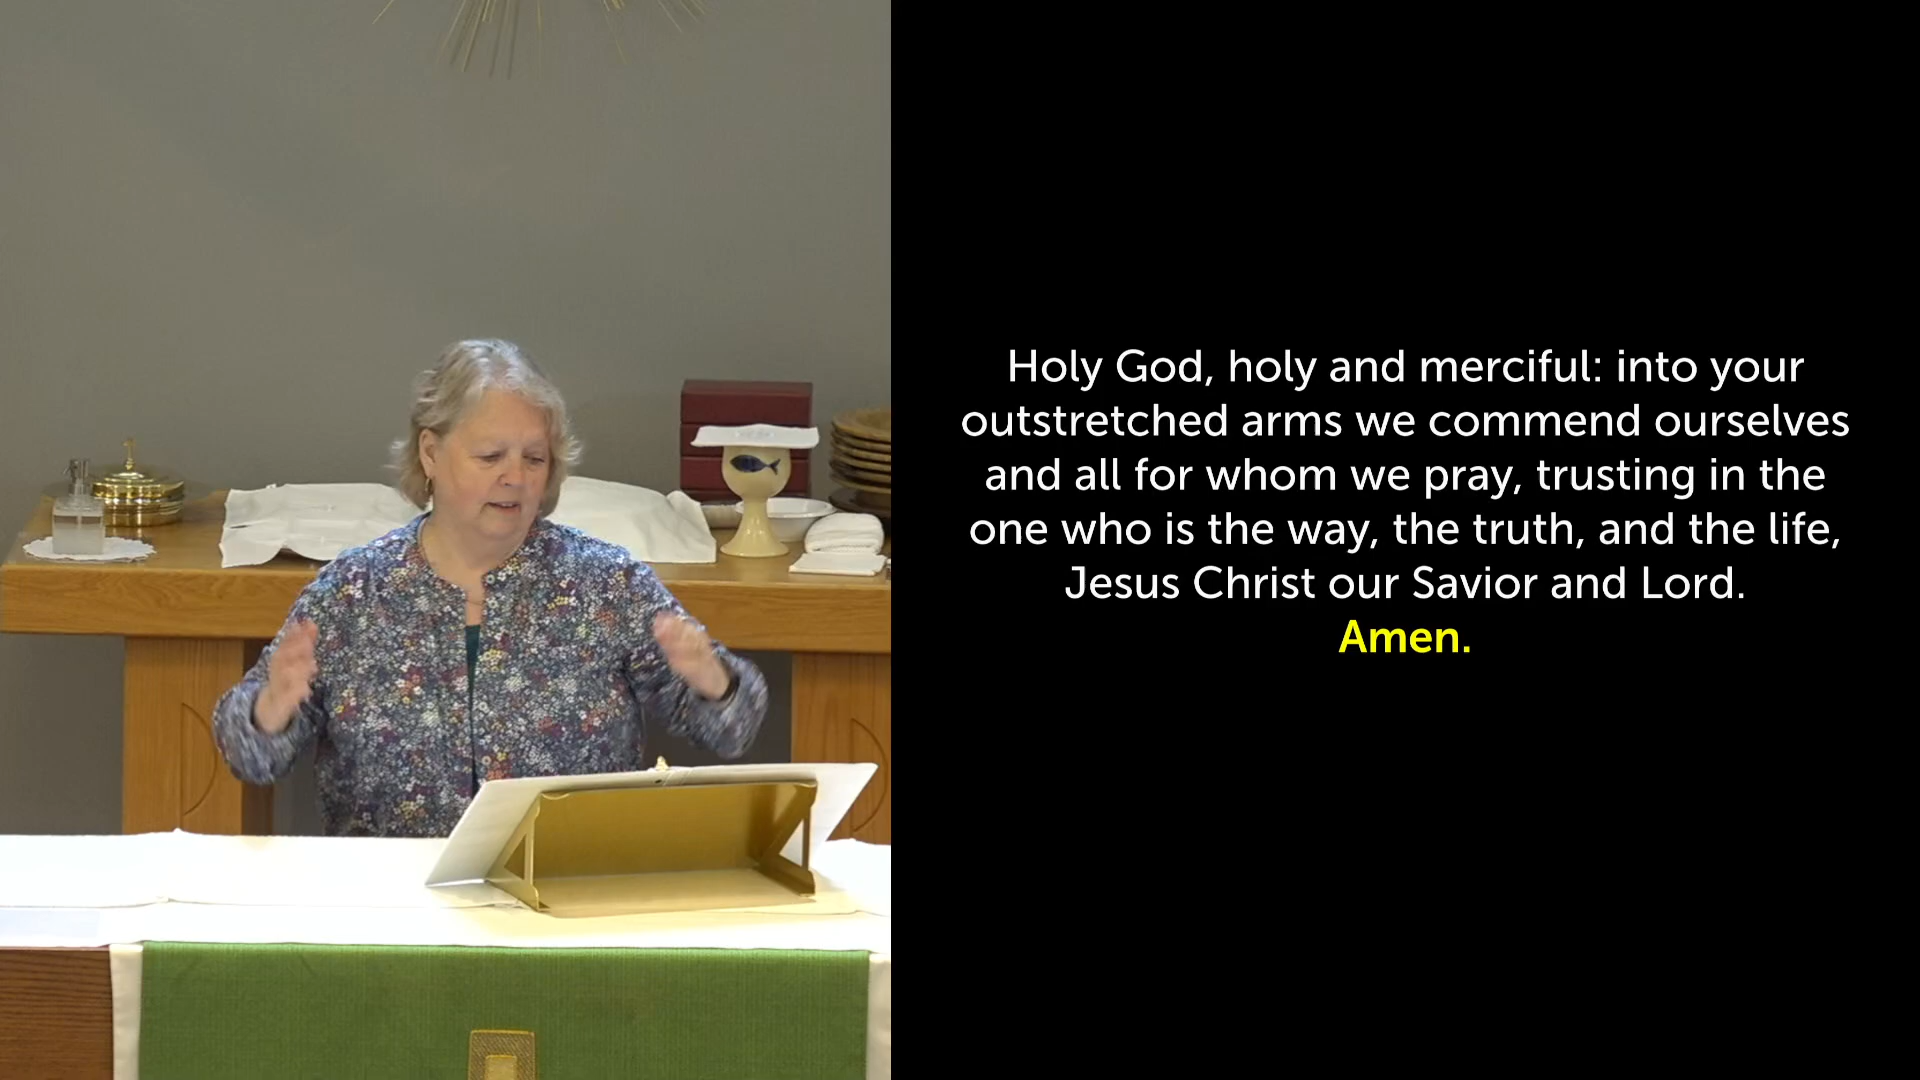 Holy God, holy and merciful: into your
outstretched arms we commend ourselves
and all for whom we pray, trusting in the
one who is the way, the truth, and the life,
Jesus Christ our Savior and Lord.
Amen.